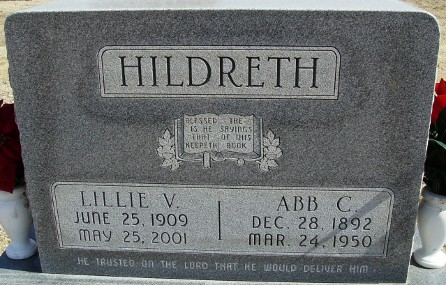 HILDRETH
BLESSED THE
IS HE SAYINGS
THAT OF THIS
KEEPETH BOOK
LILLIE V.
JUNE 25, 1909
MAY 25, 2001
ABB C.
DEC. 28, 1892
MAR. 24, 1950
HE TRUSTED ON THE LORD THAT HE WOULD DELIVER HIM